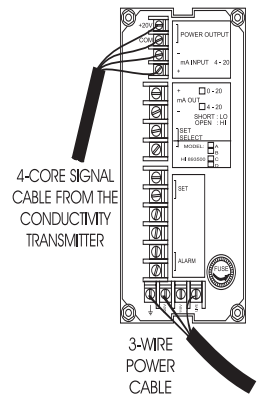 +20V
COM
POWER OUTPUT
-
mA INPUT 4 - 20
+
+
mA OUT
0 - 20
-
4 - 20
SHORT : LO
OPEN : HI
SET
SELECT
MODEL:
A
B
HI 893500
C
D
4-CORE SIGNAL
CABLE FROM THE
CONDUCTIVITY
TRANSMITTER
SET
ALARM
FUSE
3-WIRE
POWER
CABLE